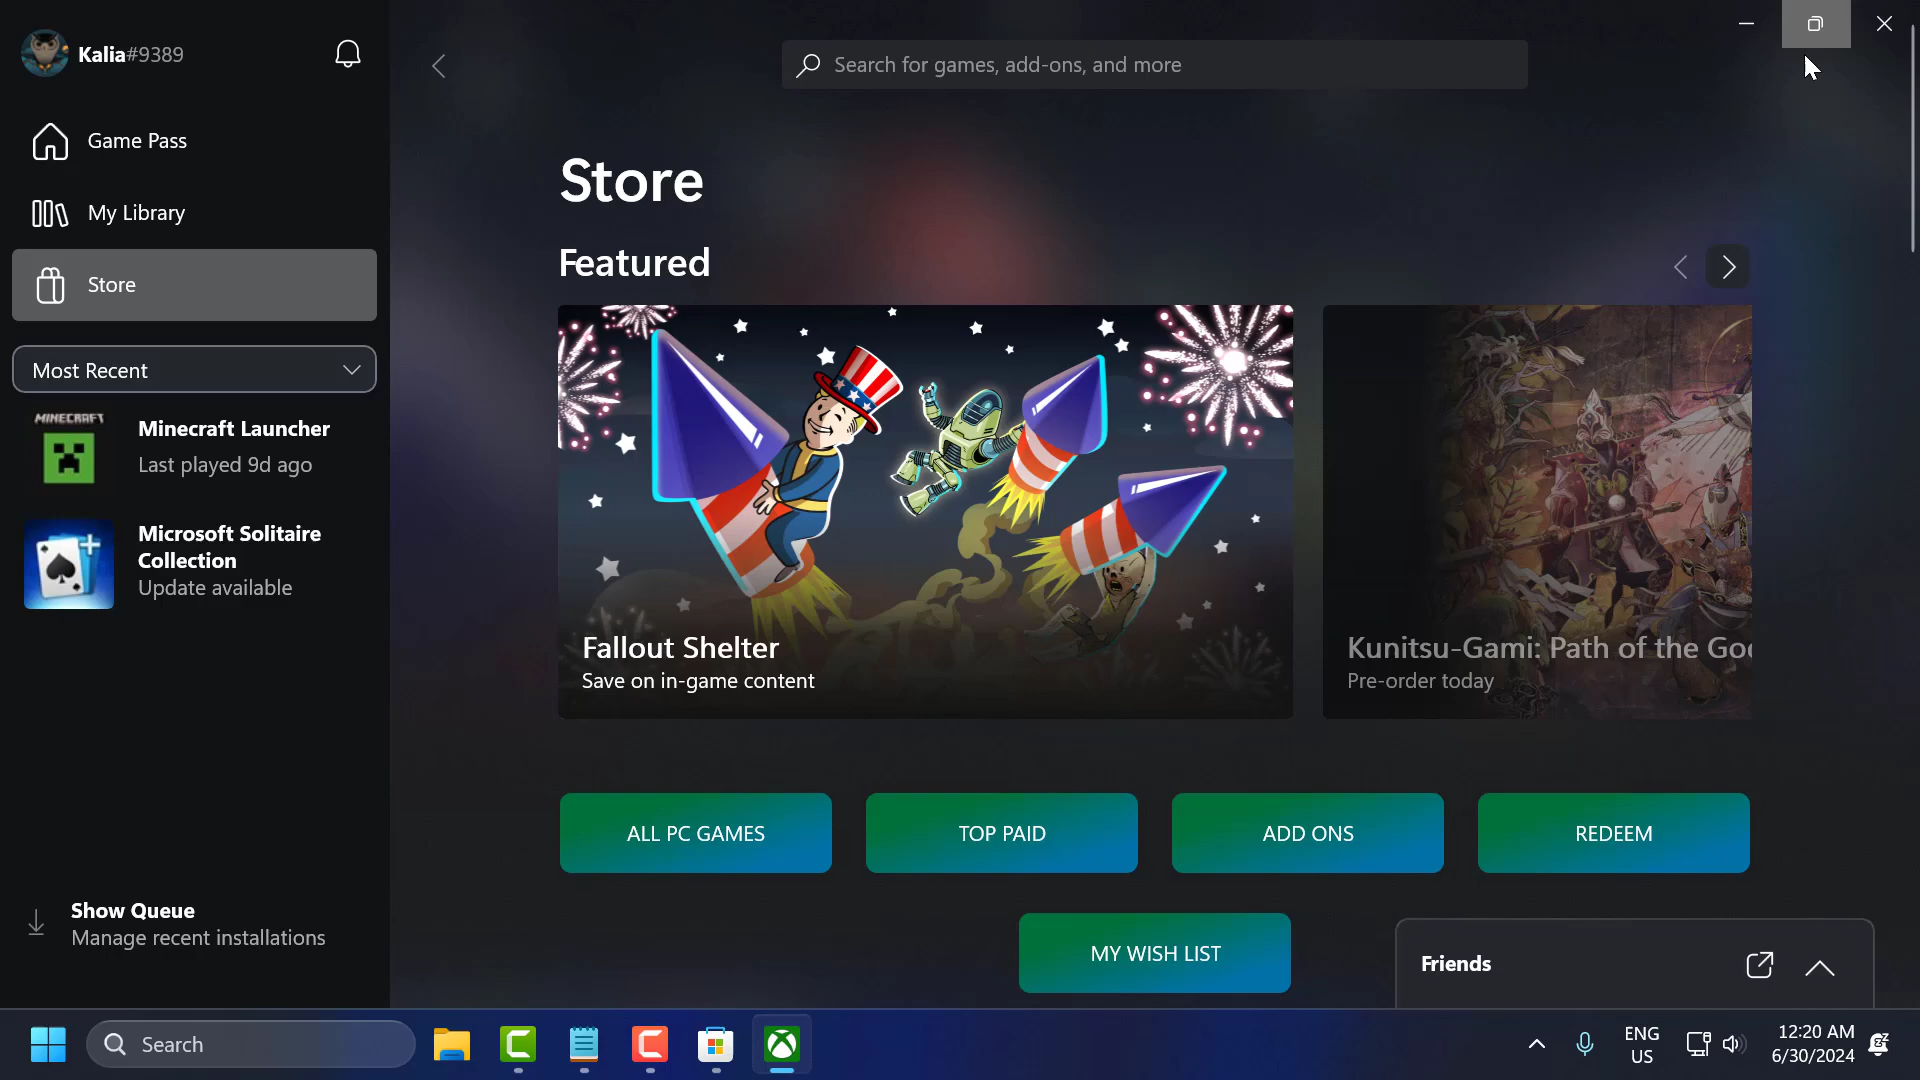 Kalia#9389
Search for games, add-ons, and more
Game Pass
My Library
Store
Most Recent
MINECRAFT
Minecraft Launcher
Last played 9d ago
Microsoft Solitaire
Collection
Update available
Show Queue
Manage recent installations
Store
Featured
Fallout Shelter
Save on in-game content
Kunitsu-Gami: Path of the Go
Pre-order today
ALL PC GAMES
TOP PAID
ADD ONS
REDEEM
MY WISH LIST
Friends
Search
ENG
US
12:20 AM
6/30/2024